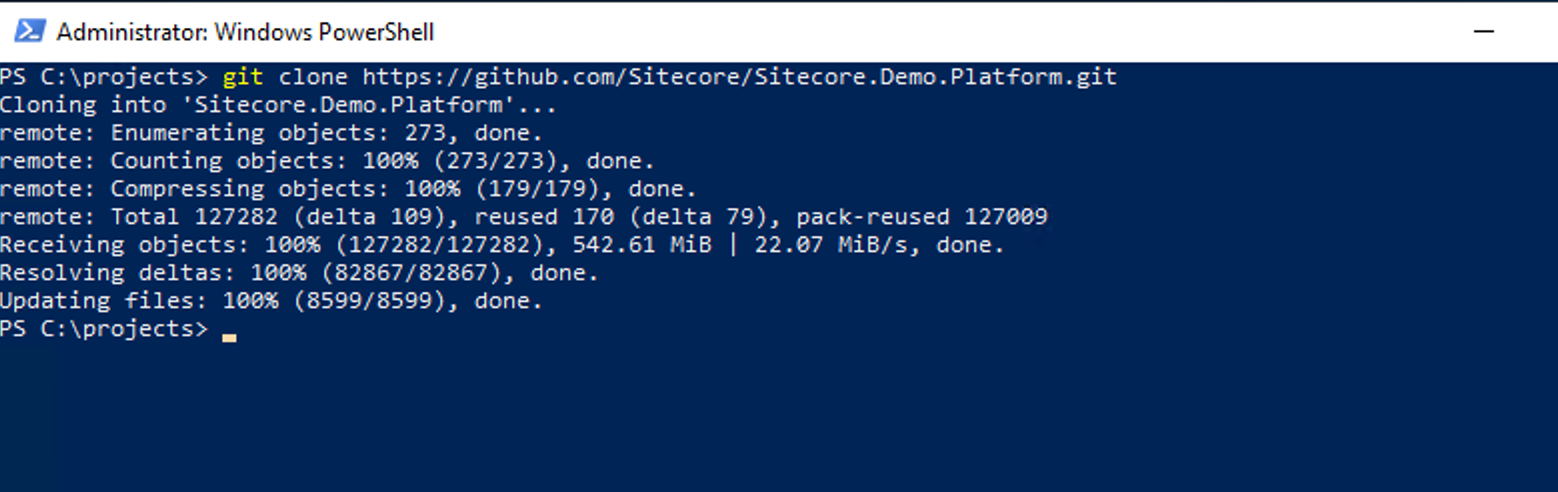 Administrator: Windows PowerShell
PS C:\projects> git clone https://github.com/Sitecore/Sitecore.Demo.Platform.git
Cloning into 'Sitecore.Demo.Platform'...
remote: Enumerating objects: 273, done.
remote: Counting objects: 100% (273/273), done.
remote: Compressing objects: 100% (179/179), done.
remote: Total 127282 (delta 109), reused 170 (delta 79), pack-reused 127009
Receiving objects: 100% (127282/127282), 542.61 MiB | 22.07 MiB/s, done.
Resolving deltas: 100% (82867/82867), done.
Updating files: 100% (8599/8599), done.
PS C:\projects>